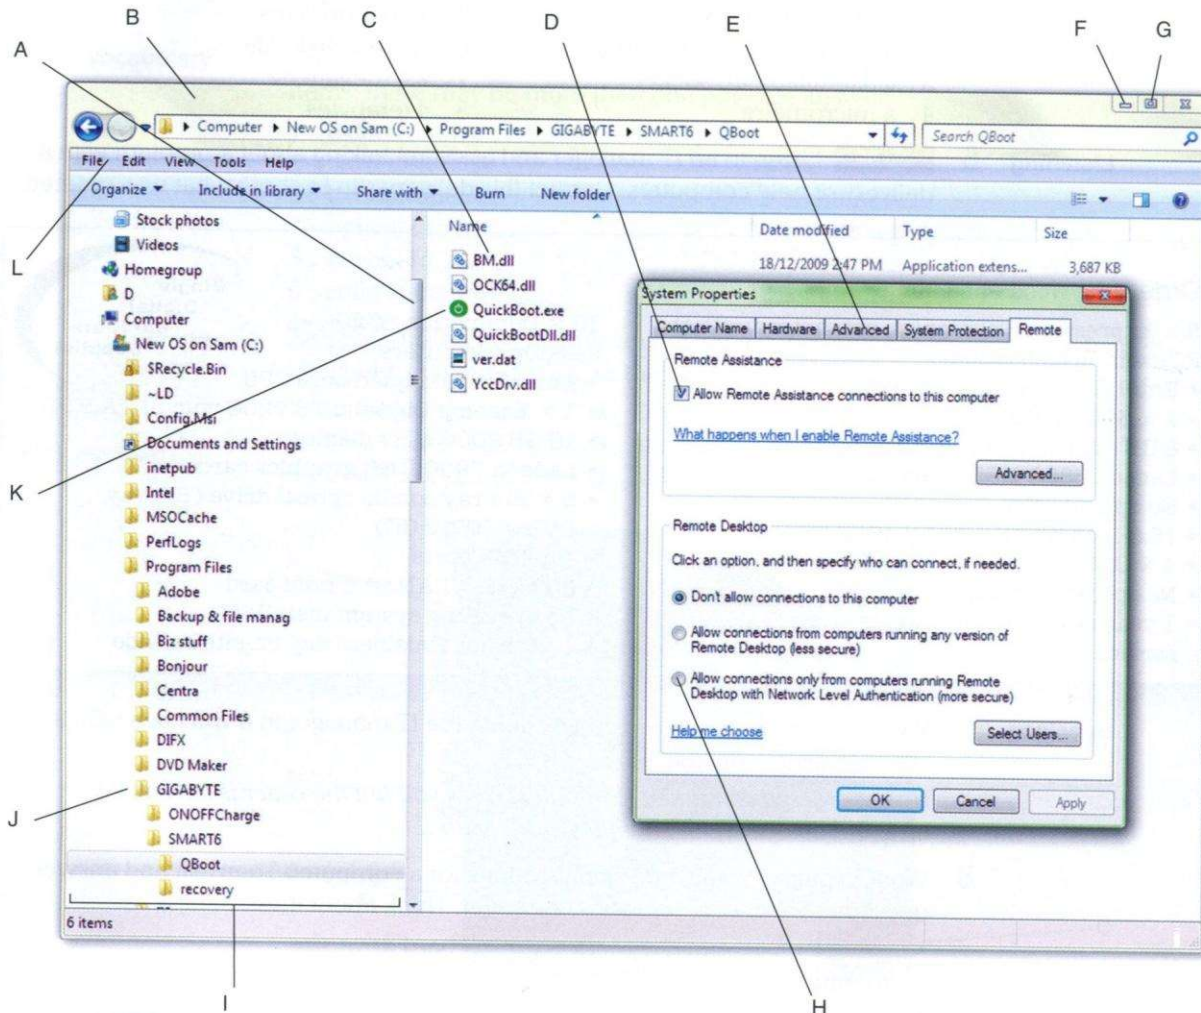 B
C
D
E
F
G
A
Computer New OS on Sam (C:) Program Files GIGABYTE SMART6 QBoot
Search QBoot
File Edit View Tools Help
Organize Include in library Share with Burn New folder
L
Stock photos
Videos
Homegroup
D
Computer
New OS on Sam (C:)
SRecycle.Bin
~LD
Config.Msi
Documents and Settings
inetpub
Intel
MSOCache
PerfLogs
Program Files
Adobe
Backup & file manag
Biz stuff
Bonjour
Centra
Common Files
DIFX
DVD Maker
GIGABYTE
ONOFFCharge
SMART6
QBoot
recovery
K
J
Name Date modified Type Size
BM.dll 18/12/2009 2:47 PM Application extens... 3,687 KB
OCK64.dll
QuickBoot.exe
QuickBootDll.dll
ver.dat
YccDrv.dll
System Properties
Computer Name Hardware Advanced System Protection Remote
Remote Assistance
Allow Remote Assistance connections to this computer
What happens when I enable Remote Assistance?
Advanced...
Remote Desktop
Click an option, and then specify who can connect, if needed.
Don't allow connections to this computer
Allow connections from computers running any version of
Remote Desktop (less secure)
Allow connections only from computers running Remote
Desktop with Network Level Authentication (more secure)
Help me choose
Select Users...
OK Cancel Apply
6 items
I
H